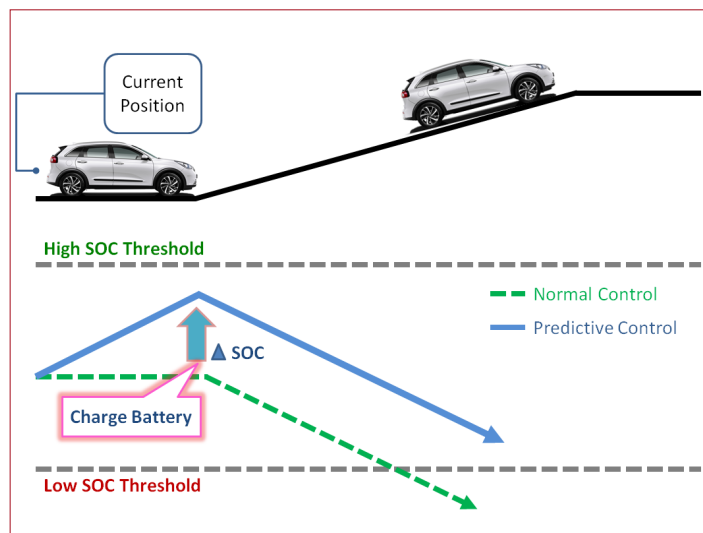 Current
Position
High SOC Threshold
Normal Control
Predictive Control
Δ SOC
Charge Battery
Low SOC Threshold